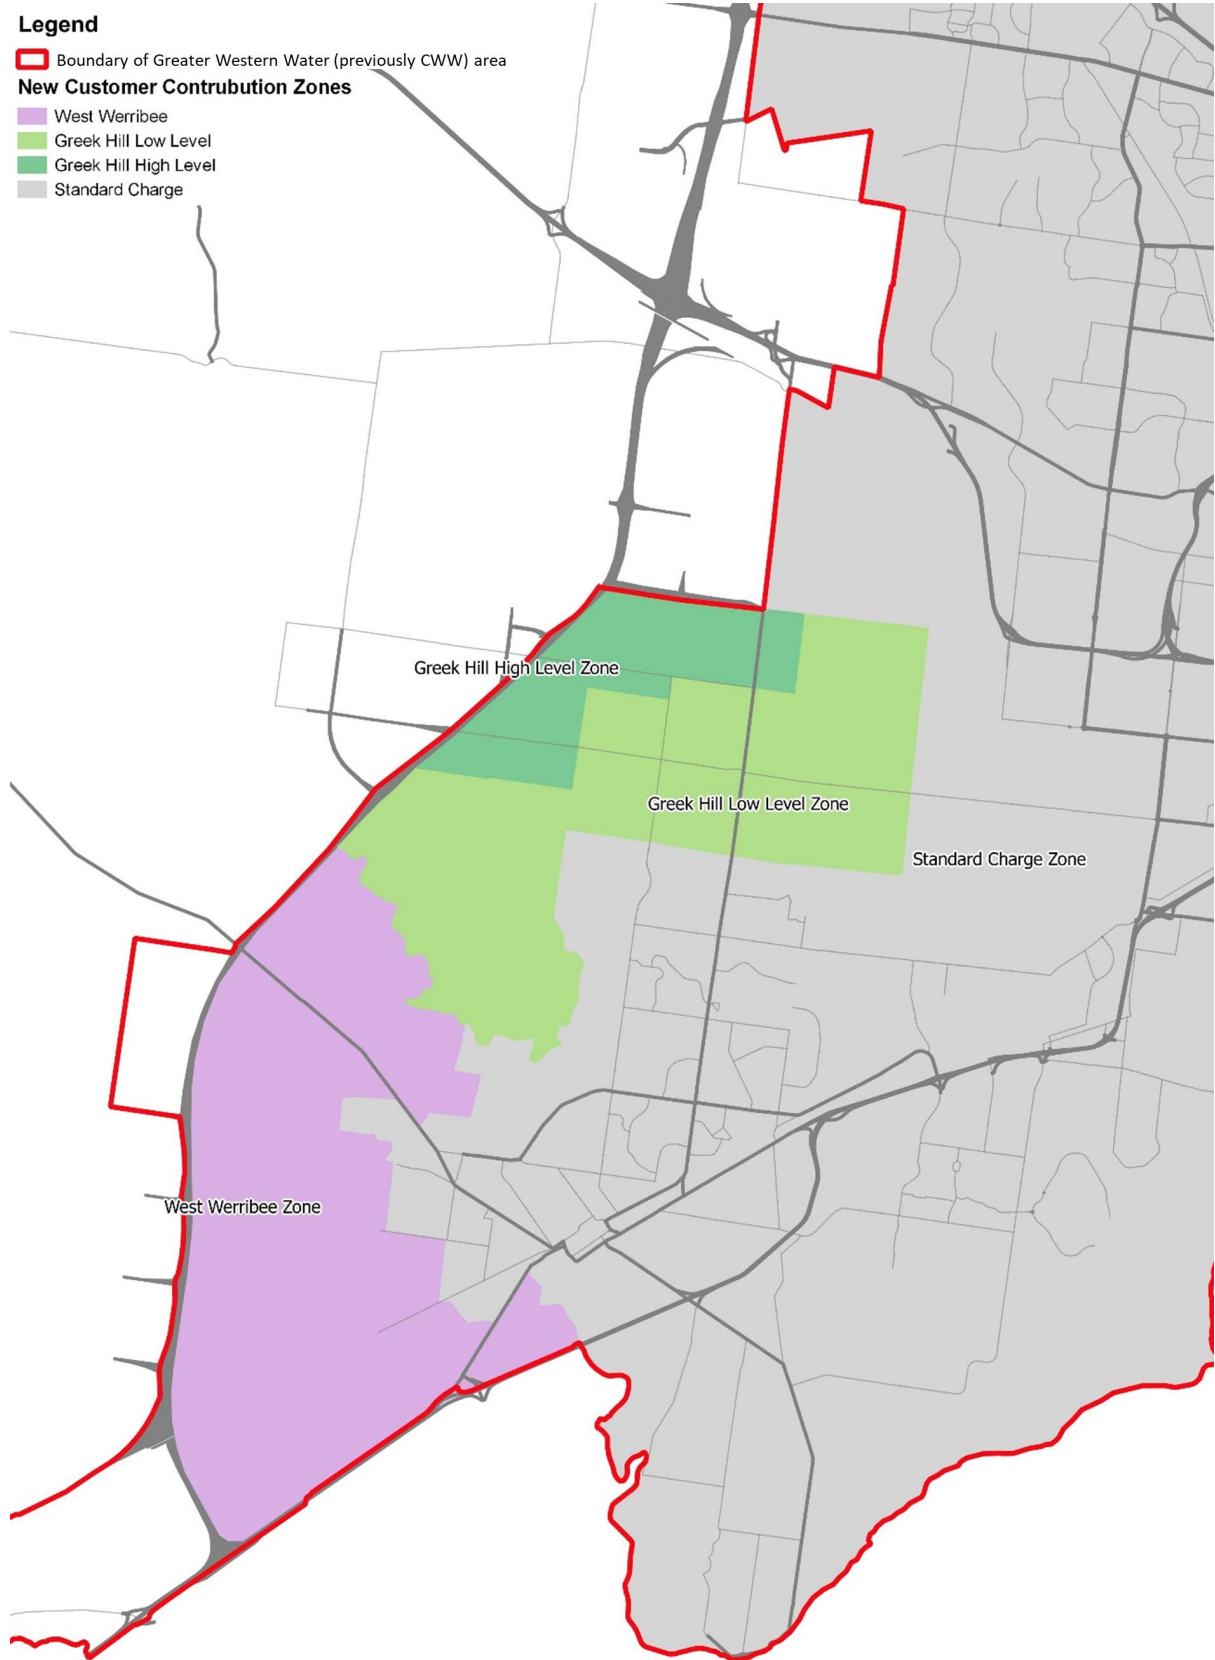 Legend
Boundary of Greater Western Water (previously CWW) area
New Customer Contrubution Zones
West Werribee
Greek Hill Low Level
Greek Hill High Level
Standard Charge
Greek Hill High Level Zone
Greek Hill Low Level Zone
Standard Charge Zone
West Werribee Zone